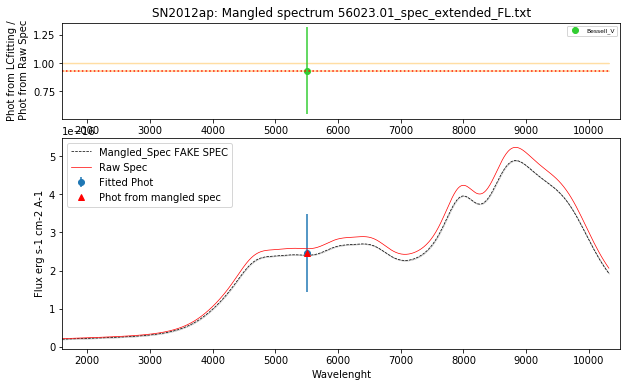 SN2012ap: Mangled spectrum 56023.01_spec_extended_FL.txt
Phot from LCfitting /
Phot from Raw Spec
1.25
1.00
0.75
Bessell_V
2000 3000 4000 5000 6000 7000 8000 9000 10000
1e−16
Flux erg s-1 cm-2 A-1
5
4
3
2
1
0
Mangled_Spec FAKE SPEC
Raw Spec
Fitted Phot
Phot from mangled spec
2000 3000 4000 5000 6000 7000 8000 9000 10000
Wavelenght